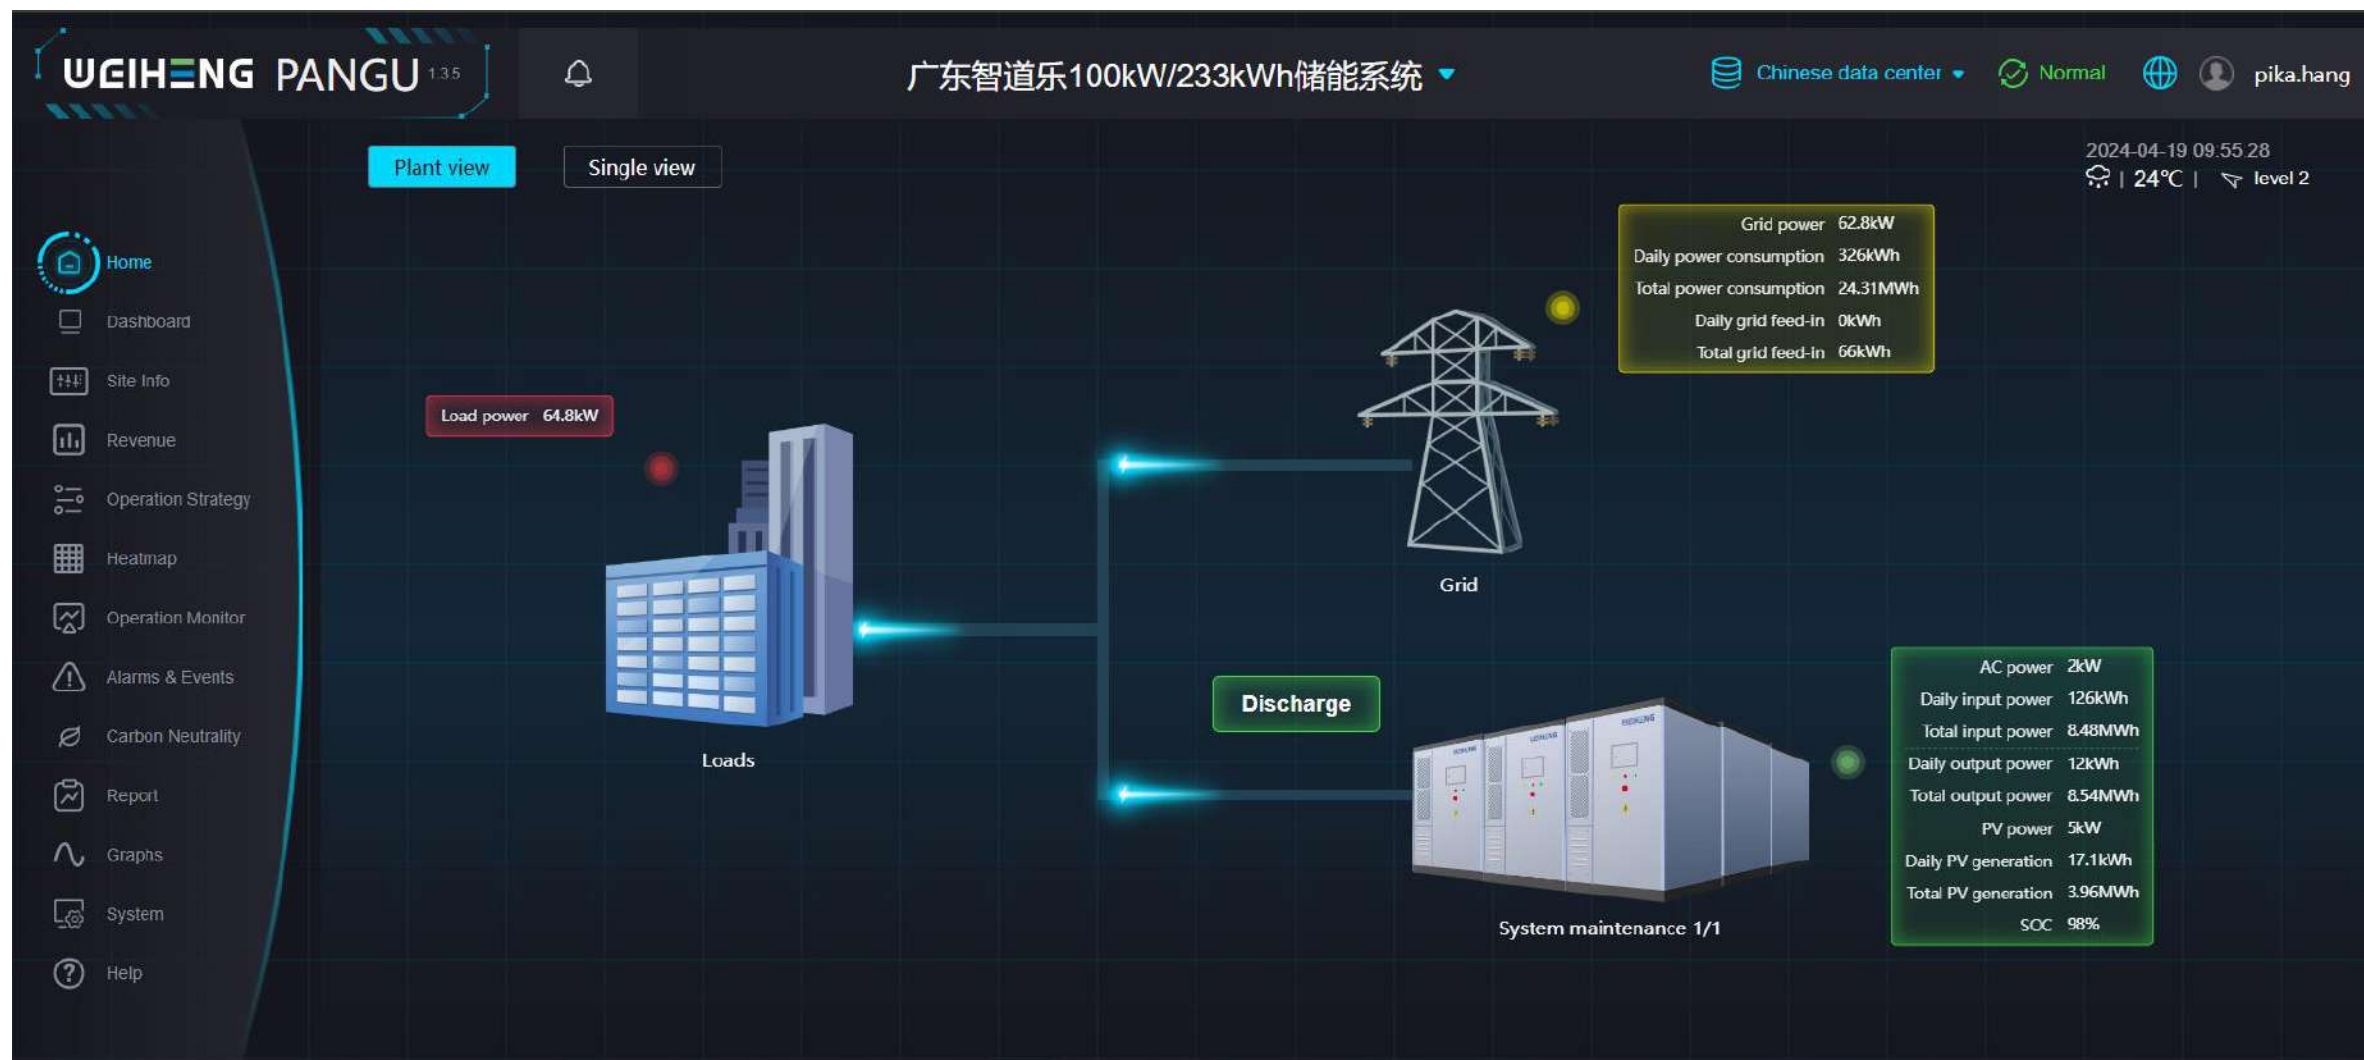 WEIHENG PANGU 1.3.5
广东智道乐100kW/233kWh储能系统
Chinese data center
Normal
pika.hang
Plant view
Single view
2024-04-19 09:55:28
| 24℃ | level 2
Home
Dashboard
Site Info
Revenue
Operation Strategy
Heatmap
Operation Monitor
Alarms & Events
Carbon Neutrality
Report
Graphs
System
Help
Grid power 62.8kW
Daily power consumption 326kWh
Total power consumption 24.31MWh
Daily grid feed-in 0kWh
Total grid feed-in 66kWh
Load power 64.8kW
Grid
Loads
Discharge
AC power 2kW
Daily input power 126kWh
Total input power 8.48MWh
Daily output power 12kWh
Total output power 8.54MWh
PV power 5kW
Daily PV generation 17.1kWh
Total PV generation 3.96MWh
SOC 98%
System maintenance 1/1